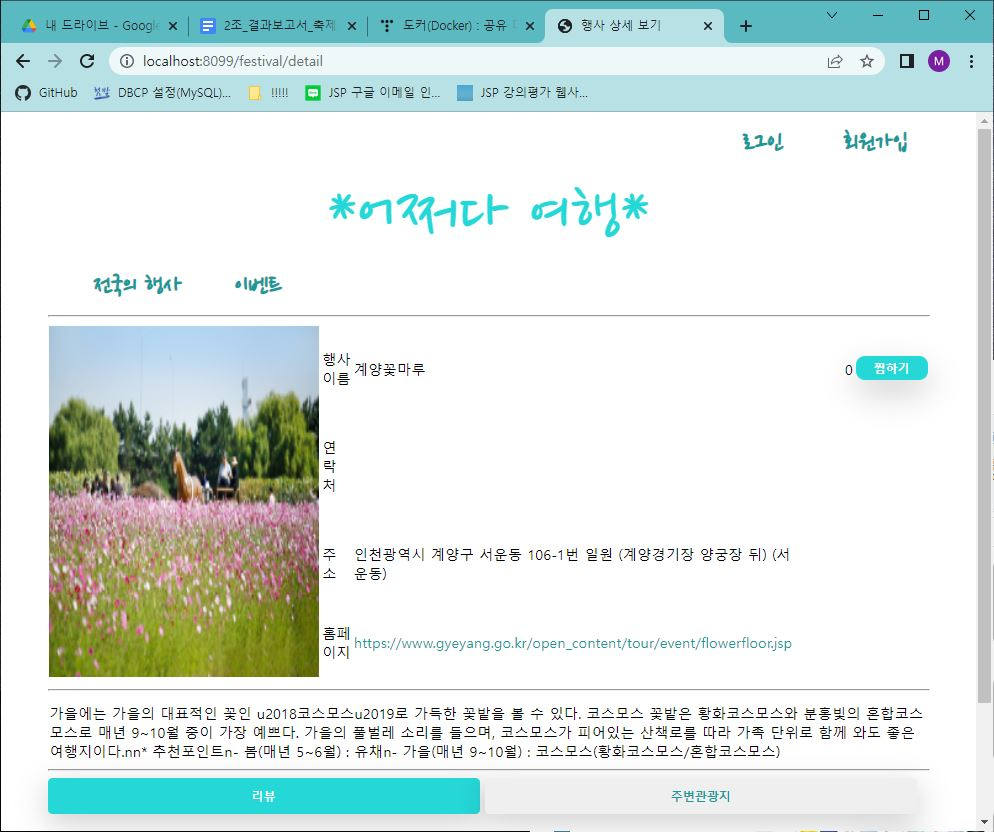 내 드라이브 - Google
2조_결과보고서_축제
도커(Docker) : 공유
행사 상세 보기
localhost:8099/festival/detail
M
GitHub
DBCP 설정(MySQL)...
!!!!!
JSP 구글 이메일 인...
JSP 강의평가 웹사...
로그인
회원가입
*어쩌다 여행*
전국의 행사
이벤트
행사
이름
계양꽃마루
0
찜하기
연
락
처
주
소
인천광역시 계양구 서운동 106-1번 일원 (계양경기장 양궁장 뒤) (서
운동)
홈페
이지
https://www.gyeyang.go.kr/open_content/tour/event/flowerfloor.jsp
가을에는 가을의 대표적인 꽃인 u2018코스모스u2019로 가득한 꽃밭을 볼 수 있다. 코스모스 꽃밭은 황화코스모스와 분홍빛의 혼합코스
모스로 매년 9~10월 중이 가장 예쁘다. 가을의 풀벌레 소리를 들으며, 코스모스가 피어있는 산책로를 따라 가족 단위로 함께 와도 좋은
여행지이다.nn* 추천포인트n- 봄(매년 5~6월) : 유채n- 가을(매년 9~10월) : 코스모스(황화코스모스/혼합코스모스)
리뷰
주변관광지